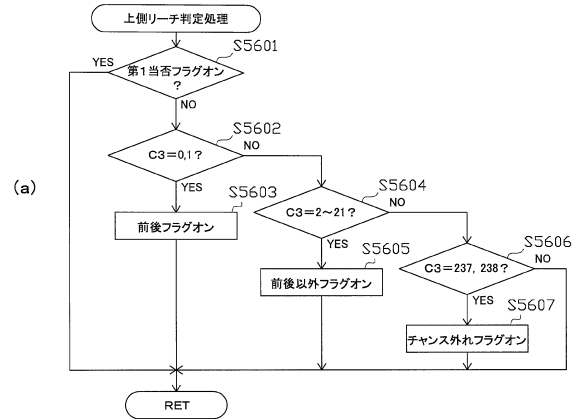 上側リーチ判定処理
S5601
YES
第1当否フラグオン
?
NO
S5602
C3=0,1?
NO
YES
S5603
S5604
(a)
前後フラグオン
C3=2~21?
NO
YES
S5605
S5606
前後以外フラグオン
C3=237, 238?
NO
YES
S5607
チャンス外れフラグオン
RET